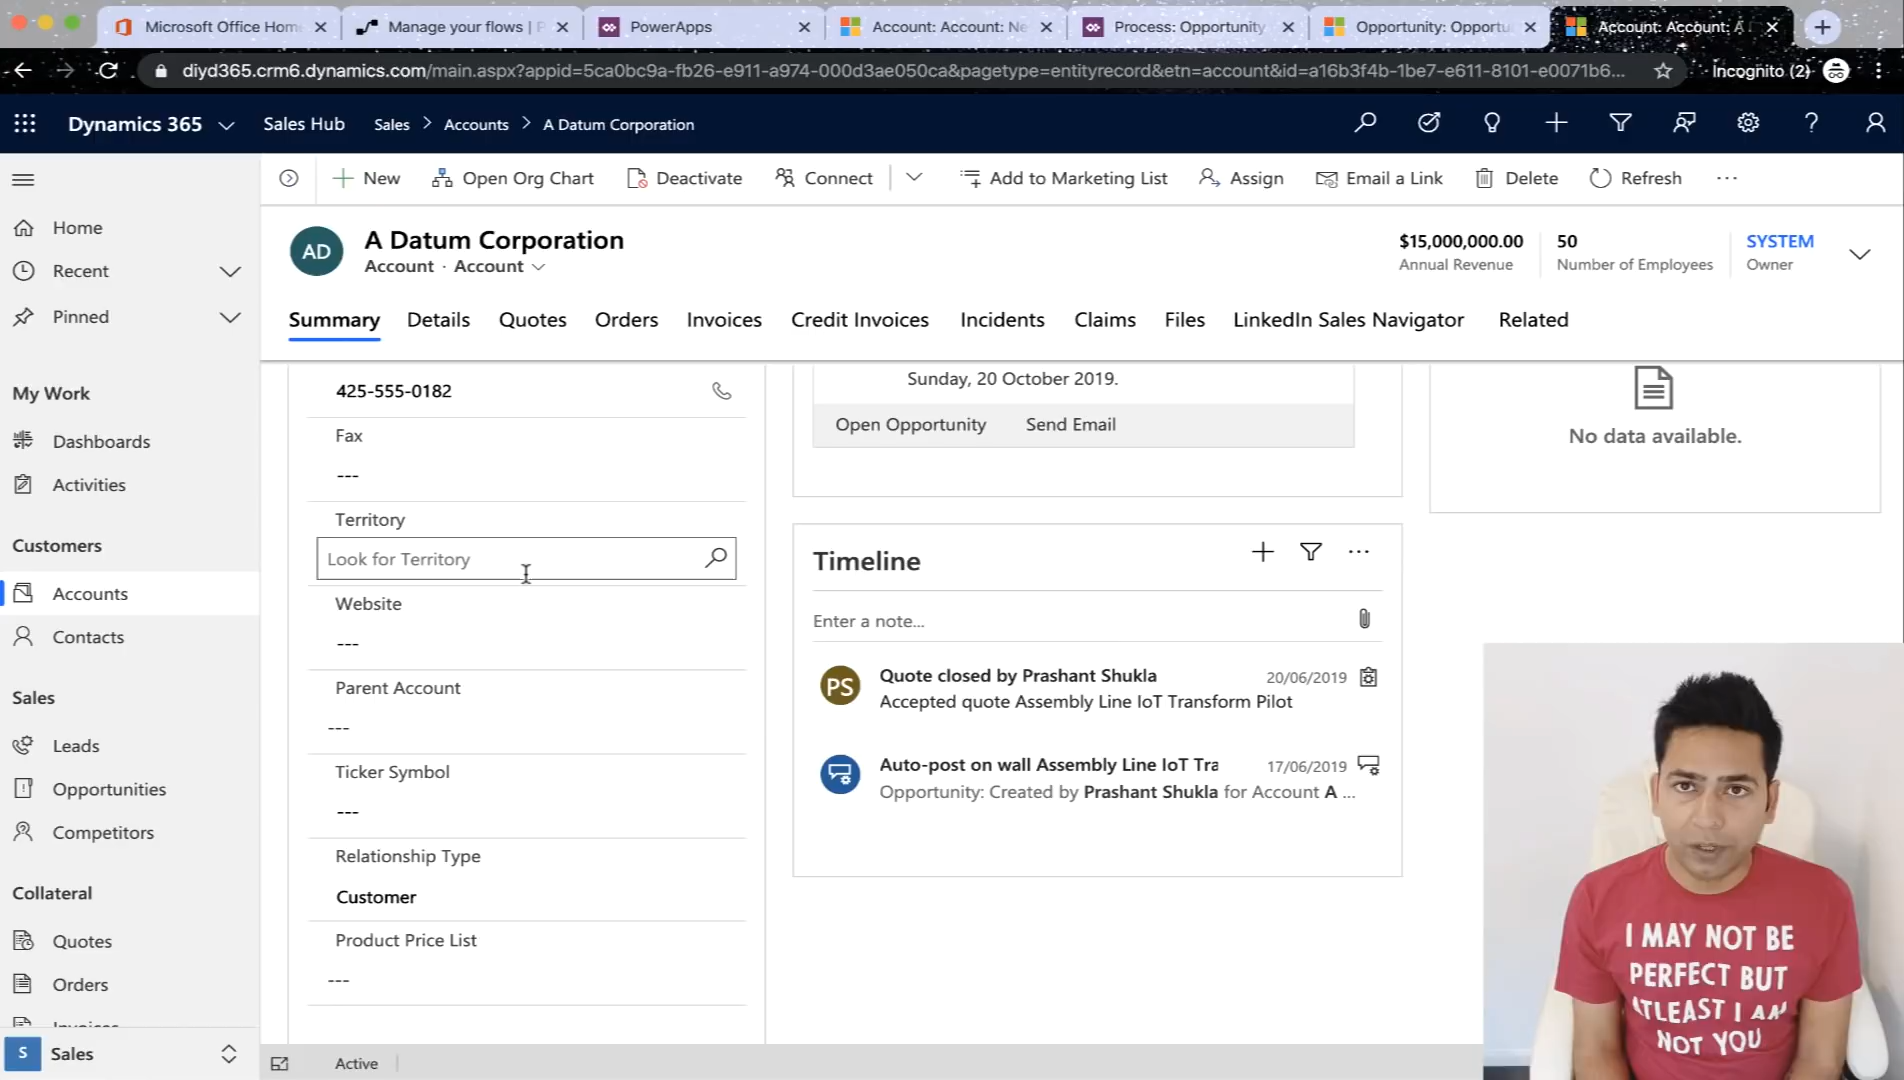 Microsoft Office Home
Manage your flows | P
PowerApps
Account: Account: Ne
Process: Opportunity
Opportunity: Opportu
Account: Account: A
diyd365.crm6.dynamics.com/main.aspx?appid=5ca0bc9a-fb26-e911-a974-000d3ae050ca&pagetype=entityrecord&etn=account&id=a16b3f4b-1be7-e611-8101-e0071b6...
Incognito (2)
Dynamics 365
Sales Hub
Sales > Accounts > A Datum Corporation
New
Open Org Chart
Deactivate
Connect
Add to Marketing List
Assign
Email a Link
Delete
Refresh
Home
Recent
Pinned
My Work
Dashboards
Activities
Customers
Accounts
Contacts
Sales
Leads
Opportunities
Competitors
Collateral
Quotes
Orders
Invoices
S Sales
AD
A Datum Corporation
Account · Account
$15,000,000.00
Annual Revenue
50
Number of Employees
SYSTEM
Owner
Summary
Details
Quotes
Orders
Invoices
Credit Invoices
Incidents
Claims
Files
LinkedIn Sales Navigator
Related
425-555-0182
Fax
---
Territory
Look for Territory
Website
---
Parent Account
---
Ticker Symbol
---
Relationship Type
Customer
Product Price List
---
Active
Sunday, 20 October 2019.
Open Opportunity
Send Email
Timeline
Enter a note...
PS
Quote closed by Prashant Shukla
20/06/2019
Accepted quote Assembly Line IoT Transform Pilot
Auto-post on wall Assembly Line IoT Tra
17/06/2019
Opportunity: Created by Prashant Shukla for Account A ...
No data available.
I MAY NOT BE
PERFECT BUT
ATLEAST I AM
NOT YOU